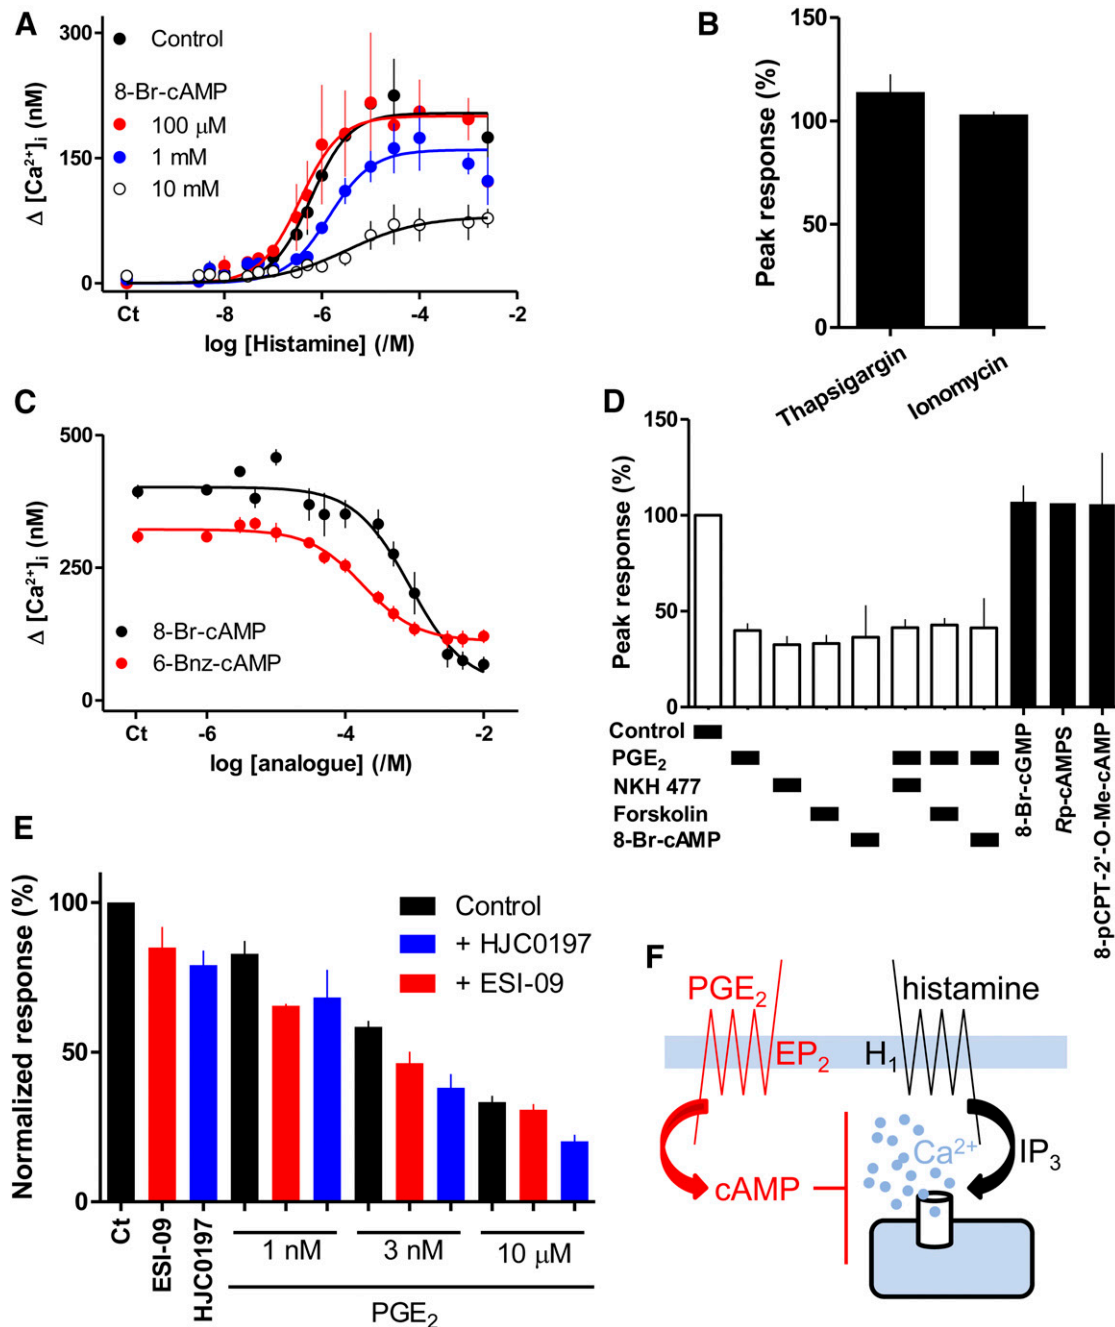 A
Δ [Ca²⁺]ᵢ (nM)
300
150
0
Control
8-Br-cAMP
100 μM
1 mM
10 mM
Ct
-8
-6
-4
-2
log [Histamine] (/M)
B
Peak response (%)
150
100
50
0
Thapsigargin
Ionomycin
C
Δ [Ca²⁺]ᵢ (nM)
500
250
0
8-Br-cAMP
6-Bnz-cAMP
Ct
-6
-4
-2
log [analogue] (/M)
D
Peak response (%)
150
100
50
0
Control
PGE₂
NKH 477
Forskolin
8-Br-cAMP
8-Br-cGMP
Rp-cAMPS
8-pCPT-2'-O-Me-cAMP
E
Normalized response (%)
100
50
0
Control
+ HJC0197
+ ESI-09
Ct
ESI-09
HJC0197
1 nM
3 nM
10 μM
PGE₂
F
PGE₂
histamine
EP₂
H₁
Ca²⁺
IP₃
cAMP